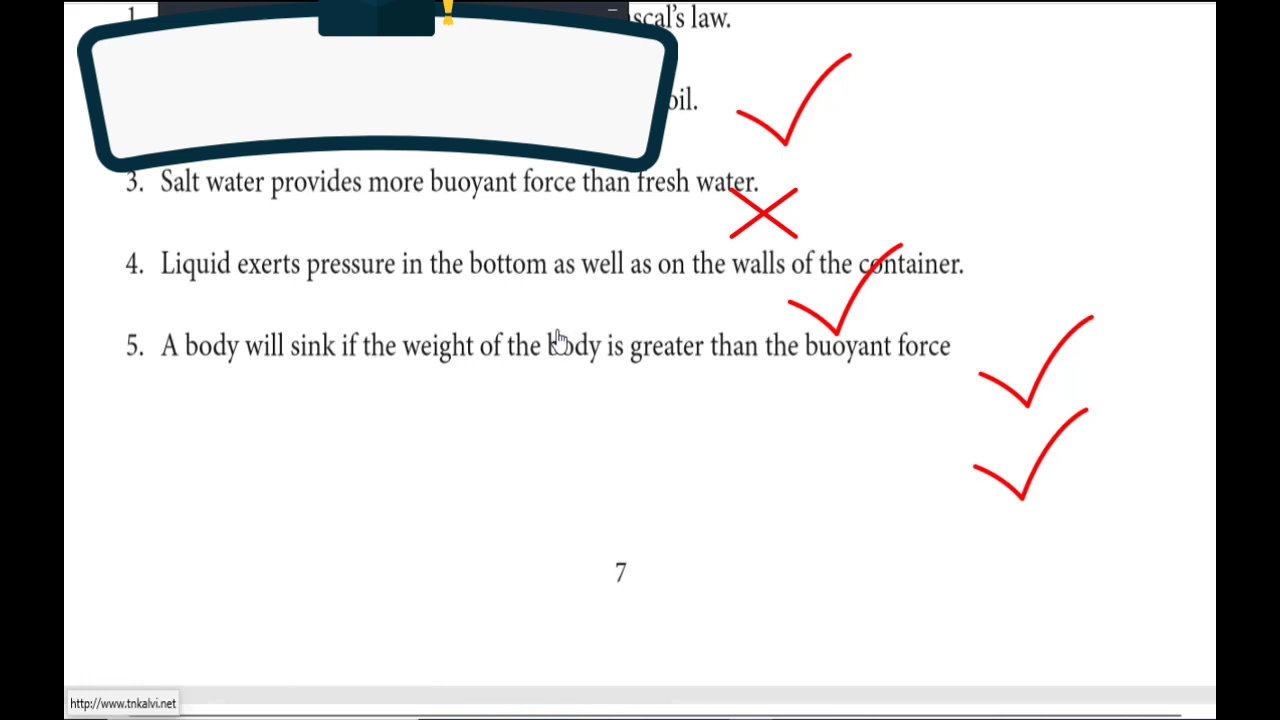 1.
scal's law.
oil.
3. Salt water provides more buoyant force than fresh water.
4. Liquid exerts pressure in the bottom as well as on the walls of the container.
5. A body will sink if the weight of the body is greater than the buoyant force
7
http://www.tnkalvi.net